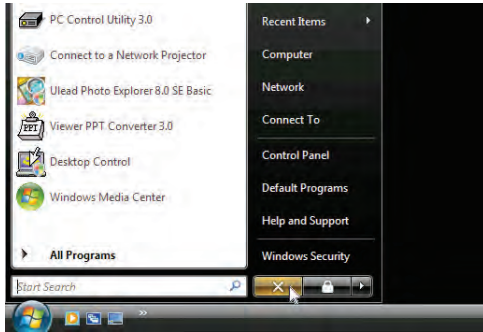 PC Control Utility 3.0
Connect to a Network Projector
Ulead Photo Explorer 8.0 SE Basic
PPT
Viewer PPT Converter 3.0
Desktop Control
Windows Media Center
All Programs
Start Search
Recent Items
Computer
Network
Connect To
Control Panel
Default Programs
Help and Support
Windows Security